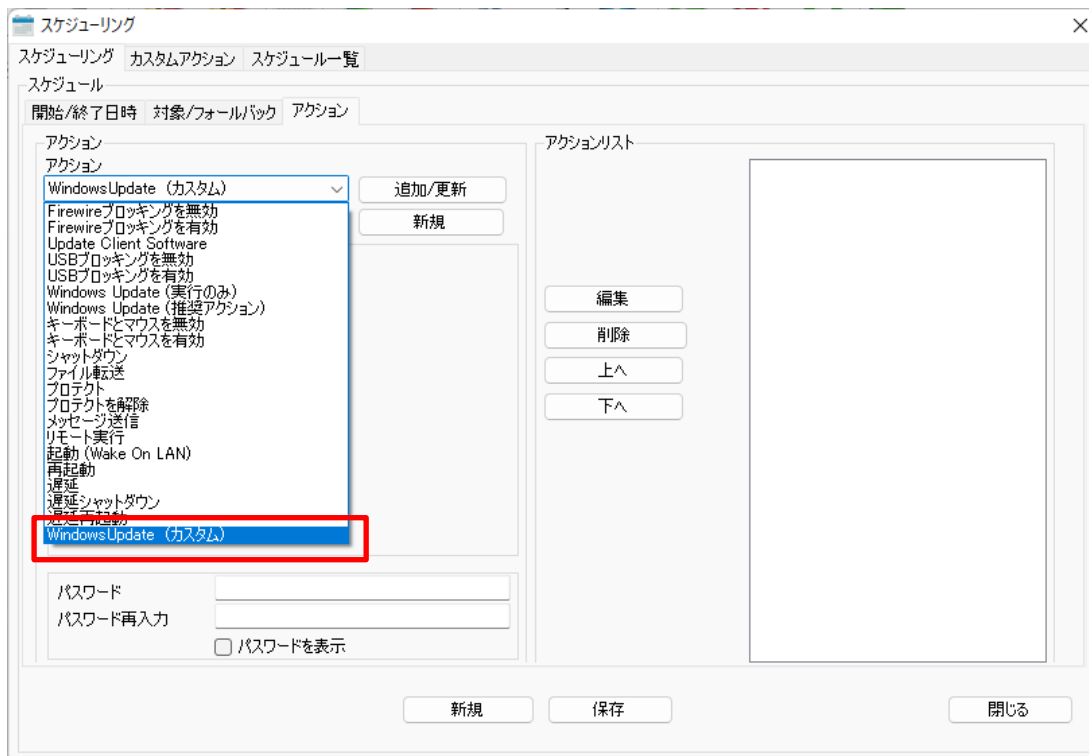 スケジューリング
スケジューリング カスタムアクション スケジュール一覧
スケジュール
開始/終了日時 対象/フォールバック アクション
アクション
アクション
WindowsUpdate（カスタム）
追加/更新
新規
Firewireブロッキングを無効
Firewireブロッキングを有効
Update Client Software
USBブロッキングを無効
USBブロッキングを有効
Windows Update (実行のみ)
Windows Update (推奨アクション)
キーボードとマウスを無効
キーボードとマウスを有効
シャットダウン
ファイル転送
プロテクト
プロテクトを解除
メッセージ送信
リモート実行
起動 (Wake On LAN)
再起動
遅延
遅延シャットダウン
遅延再起動
WindowsUpdate（カスタム）
パスワード
パスワード再入力
パスワードを表示
アクションリスト
編集
削除
上へ
下へ
新規 保存 閉じる